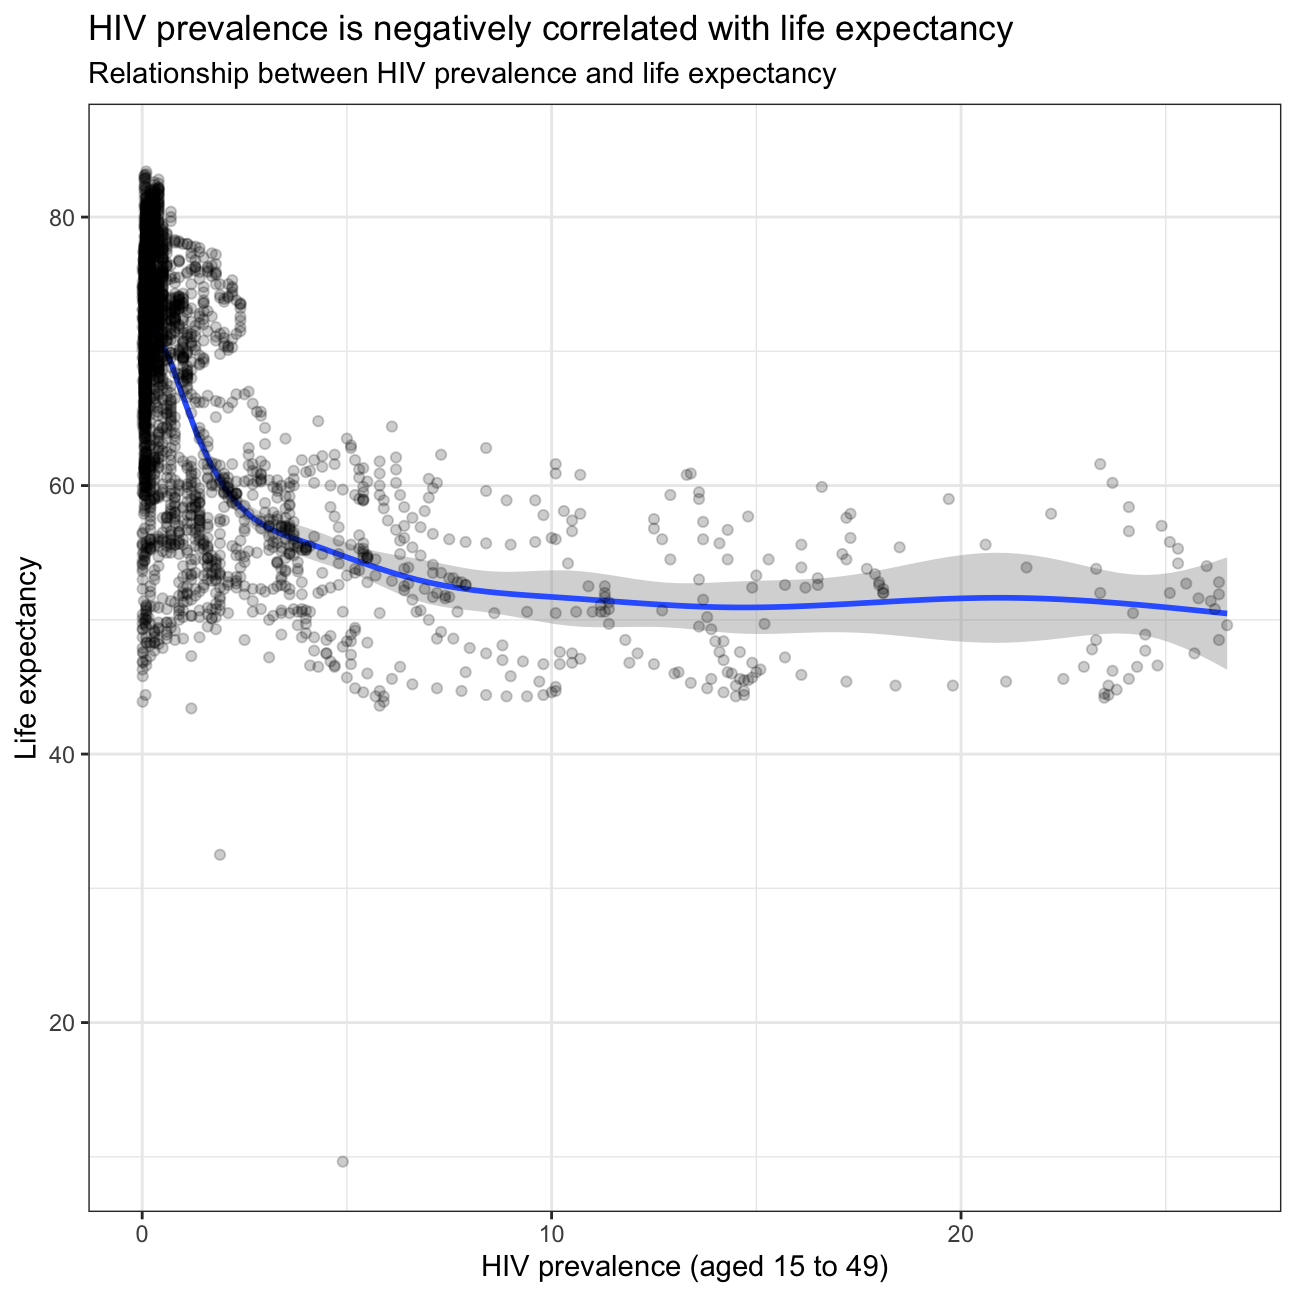 HIV prevalence is negatively correlated with life expectancy
Relationship between HIV prevalence and life expectancy
Life expectancy
80
60
40
20
0
10
20
HIV prevalence (aged 15 to 49)